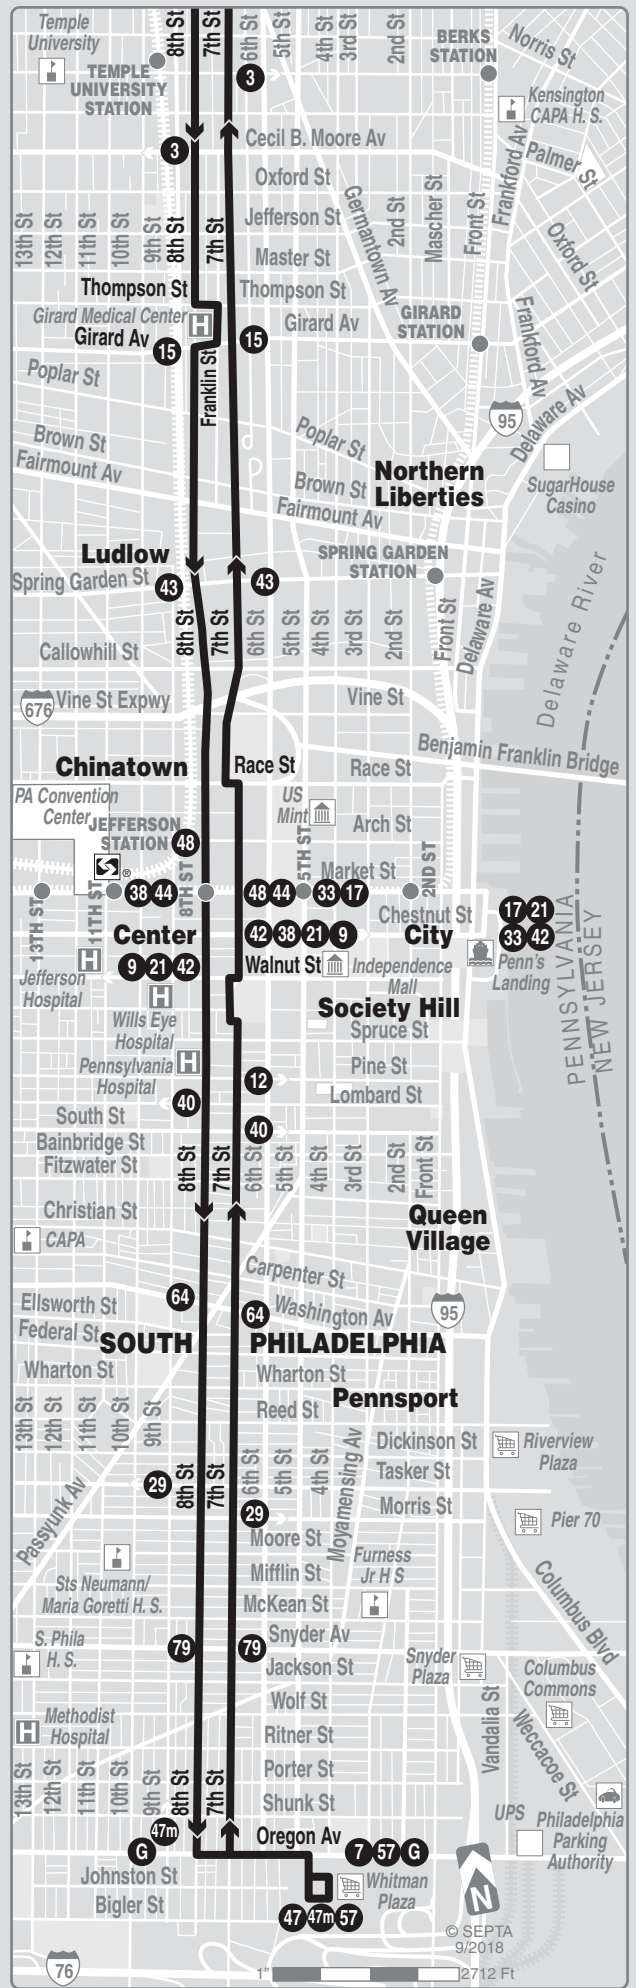 Temple
University
8th St
7th St
6th St
5th St
4th St
3rd St
2nd St
BERKS
STATION
Norris St
TEMPLE
UNIVERSITY
STATION
3
Kensington
CAPA H. S.
3
Cecil B. Moore Av
Frankford Av
Palmer St
Oxford St
13th St
12th St
11th St
10th St
9th St
8th St
7th St
Jefferson St
Germantown Av
2nd St
Mascher St
Front St
Oxford St
Master St
Thompson St
Thompson St
Girard Medical Center
H
Girard Av
GIRARD
STATION
Frankford Av
Girard Av
15
15
Franklin St
Poplar St
95
Delaware Av
Poplar St
Brown St
Fairmount Av
Brown St
Fairmount Av
Northern
Liberties
SugarHouse
Casino
Ludlow
SPRING GARDEN
STATION
Spring Garden St
43
43
8th St
7th St
6th St
5th St
4th St
3rd St
2nd St
Front St
Delaware Av
Delaware River
Callowhill St
676
Vine St Expwy
Vine St
Benjamin Franklin Bridge
Chinatown
Race St
Race St
PA Convention
Center
US
Mint
Arch St
JEFFERSON
STATION
48
®
5TH ST
Market St
2ND ST
13TH ST
11TH ST
38
44
8TH ST
48
44
33
17
Chestnut St
17
21
33
42
Center
42
38
21
9
City
Walnut St
Independence
Mall
Penn's
Landing
H
Jefferson
Hospital
9
21
42
H
Wills Eye
Hospital
Society Hill
PENNSYLVANIA
NEW JERSEY
Spruce St
Pennsylvania
Hospital
H
Pine St
12
Lombard St
40
South St
40
Bainbridge St
Fitzwater St
8th St
7th St
6th St
5th St
4th St
3rd St
2nd St
Front St
Christian St
Queen
Village
CAPA
Carpenter St
Ellsworth St
64
64
Washington Av
95
Federal St
SOUTH
PHILADELPHIA
Wharton St
Wharton St
Pennsport
13th St
12th St
11th St
10th St
9th St
Reed St
Dickinson St
Riverview
Plaza
Passyunk Av
29
8th St
7th St
6th St
5th St
4th St
Moyamensing Av
Tasker St
Morris St
29
Pier 70
Moore St
Sts Neumann/
Maria Goretti H. S.
Mifflin St
Furness
Jr H S
Columbus Blvd
McKean St
S. Phila
H. S.
79
79
Snyder Av
Snyder
Plaza
Jackson St
Columbus
Commons
Wolf St
Vandalia St
Weccacoe St
H
Methodist
Hospital
Ritner St
13th St
12th St
11th St
10th St
9th St
8th St
7th St
Porter St
Shunk St
UPS
Philadelphia
Parking
Authority
G
47m
Oregon Av
7
57
G
Johnston St
Whitman
Plaza
Bigler St
47
47m
57
N
© SEPTA
9/2018
76
1"
2712 Ft